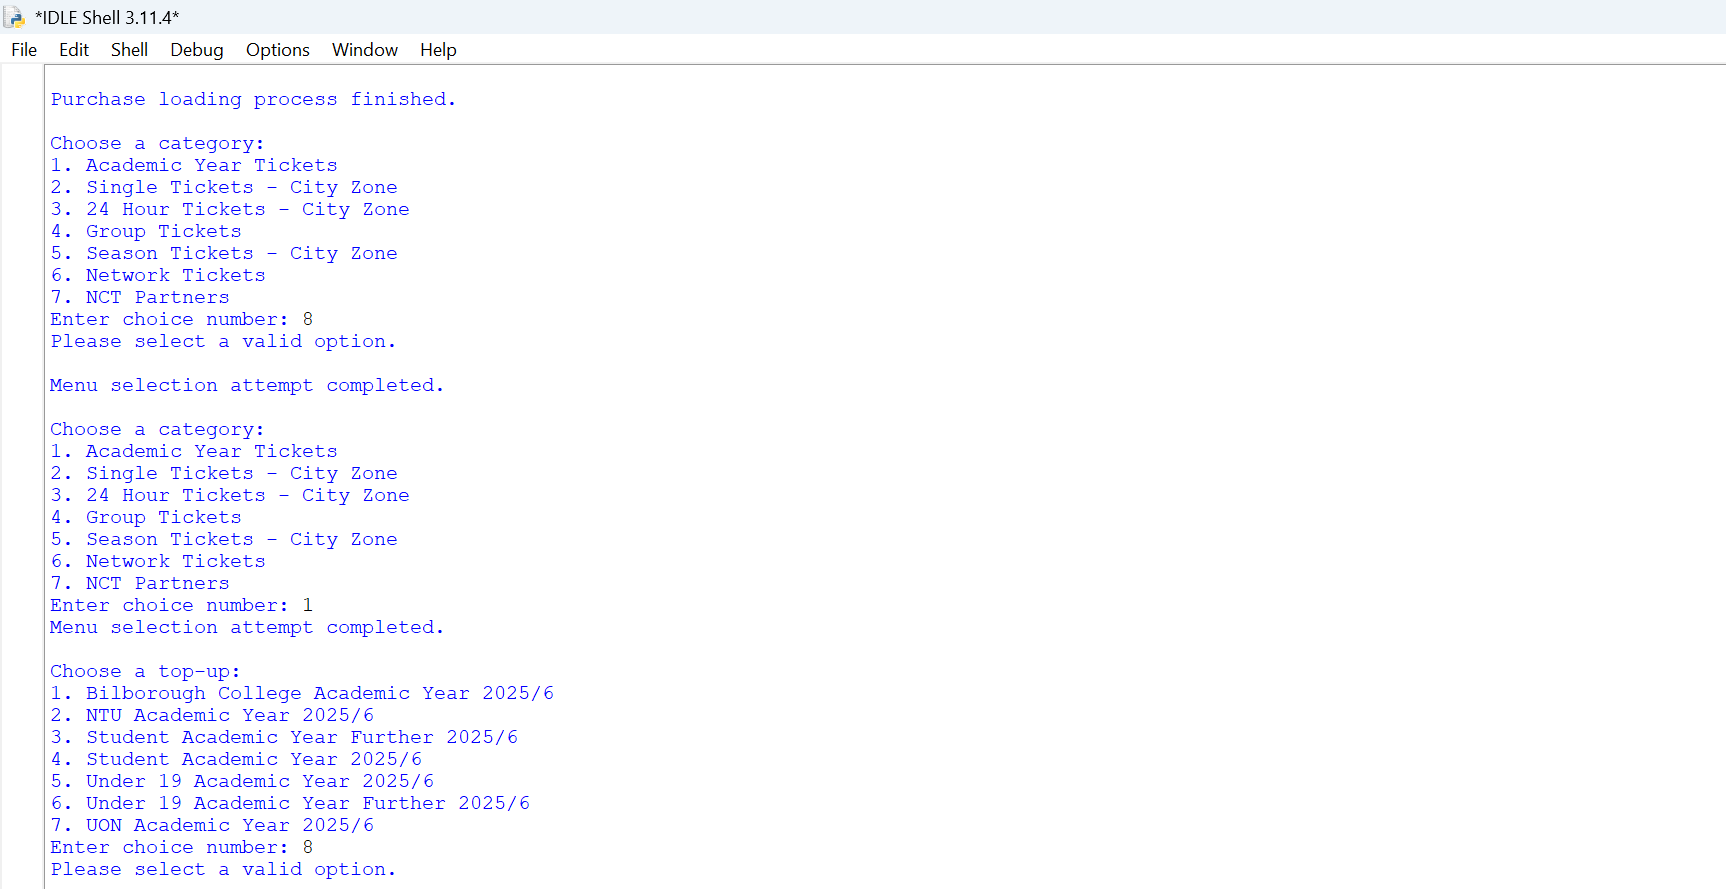 *IDLE Shell 3.11.4*
File Edit Shell Debug Options Window Help
Purchase loading process finished.
Choose a category:
1. Academic Year Tickets
2. Single Tickets - City Zone
3. 24 Hour Tickets - City Zone
4. Group Tickets
5. Season Tickets - City Zone
6. Network Tickets
7. NCT Partners
Enter choice number: 8
Please select a valid option.
Menu selection attempt completed.
Choose a category:
1. Academic Year Tickets
2. Single Tickets - City Zone
3. 24 Hour Tickets - City Zone
4. Group Tickets
5. Season Tickets - City Zone
6. Network Tickets
7. NCT Partners
Enter choice number: 1
Menu selection attempt completed.
Choose a top-up:
1. Bilborough College Academic Year 2025/6
2. NTU Academic Year 2025/6
3. Student Academic Year Further 2025/6
4. Student Academic Year 2025/6
5. Under 19 Academic Year 2025/6
6. Under 19 Academic Year Further 2025/6
7. UON Academic Year 2025/6
Enter choice number: 8
Please select a valid option.